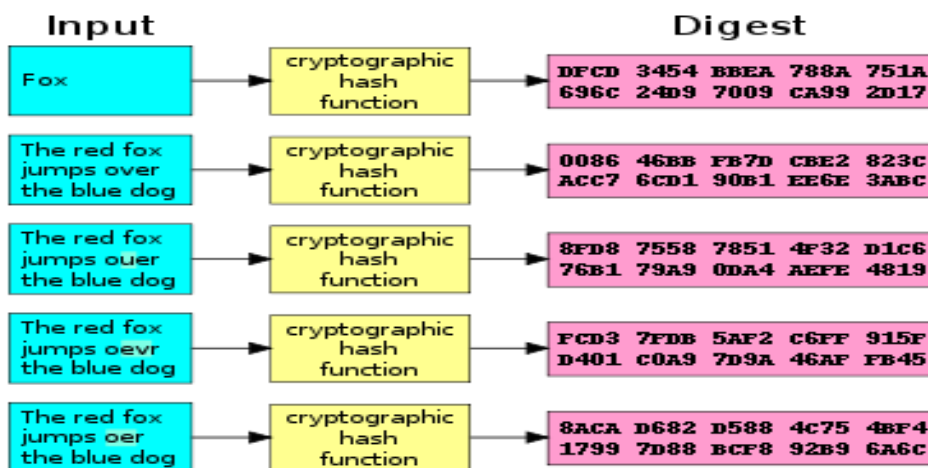 Input Digest
Fox
cryptographic
hash
function
DFCD 3454 BBEA 788A 751A
696C 24D9 7009 CA99 2D17
The red fox
jumps over
the blue dog
cryptographic
hash
function
0086 46BB FB7D CBE2 823C
ACC7 6CD1 90B1 EE6E 3ABC
The red fox
jumps ouer
the blue dog
cryptographic
hash
function
8FD8 7558 7851 4F32 D1C6
76B1 79A9 0DA4 AEFE 4819
The red fox
jumps oevr
the blue dog
cryptographic
hash
function
FCD3 7FDB 5AF2 C6FF 915F
D401 C0A9 7D9A 46AF FB45
The red fox
jumps oer
the blue dog
cryptographic
hash
function
8ACA D682 D588 4C75 4BF4
1799 7D88 BCF8 92B9 6A6C